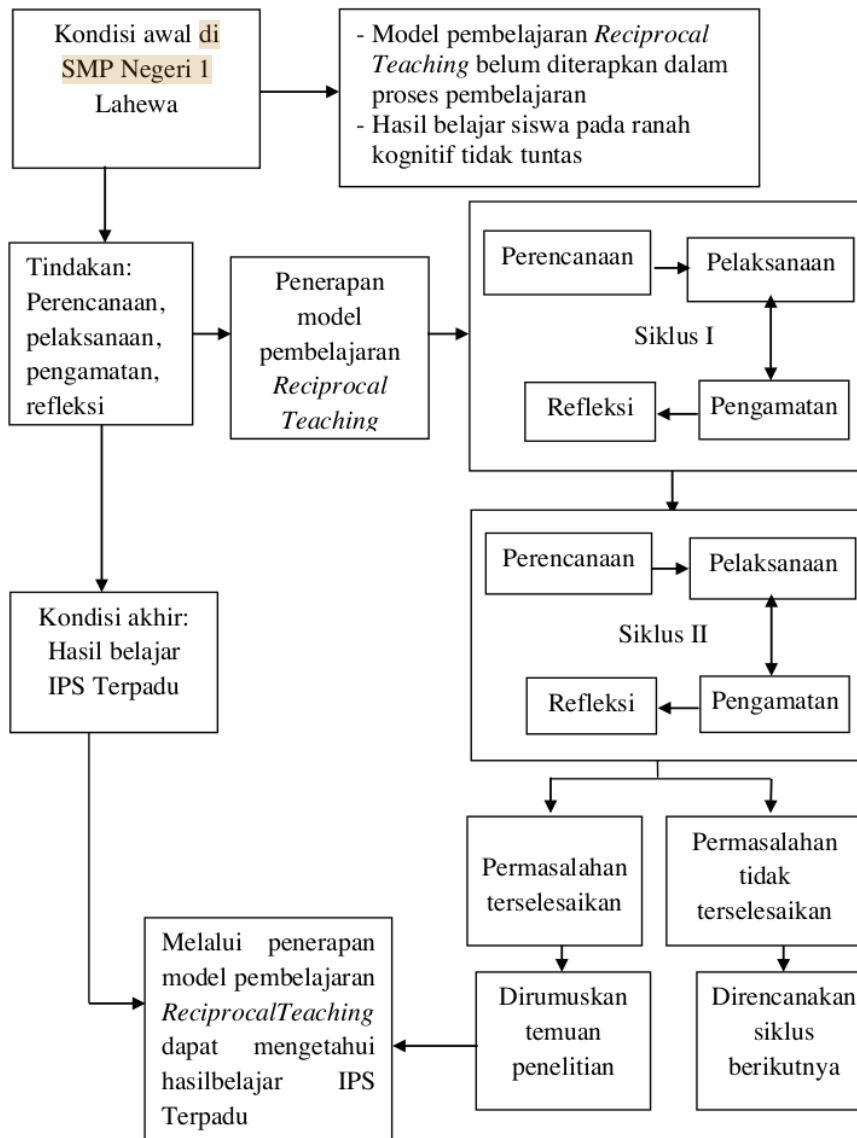 Kondisi awal di
SMP Negeri 1
Lahewa
- Model pembelajaran Reciprocal
Teaching belum diterapkan dalam
proses pembelajaran
- Hasil belajar siswa pada ranah
kognitif tidak tuntas
Tindakan:
Perencanaan,
pelaksanaan,
pengamatan,
refleksi
Penerapan
model
pembelajaran
Reciprocal
Teaching
Perencanaan
Pelaksanaan
Siklus I
Refleksi
Pengamatan
Perencanaan
Pelaksanaan
Siklus II
Refleksi
Pengamatan
Kondisi akhir:
Hasil belajar
IPS Terpadu
Permasalahan
terselesaikan
Permasalahan
tidak
terselesaikan
Melalui penerapan
model pembelajaran
ReciprocalTeaching
dapat mengetahui
hasilbelajar IPS
Terpadu
Dirumuskan
temuan
penelitian
Direncanakan
siklus
berikutnya